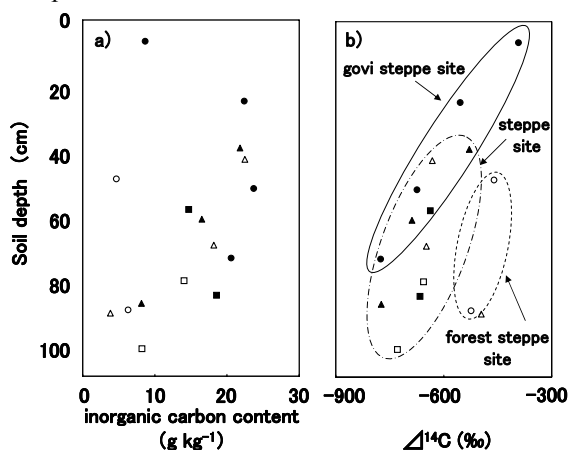 0
20
40
60
80
100
Soil depth (cm)
a)
0
10
20
30
inorganic carbon content
(g kg⁻¹)
b)
govi steppe site
steppe
site
forest steppe
site
−900
−600
−300
⊿¹⁴C (‰)